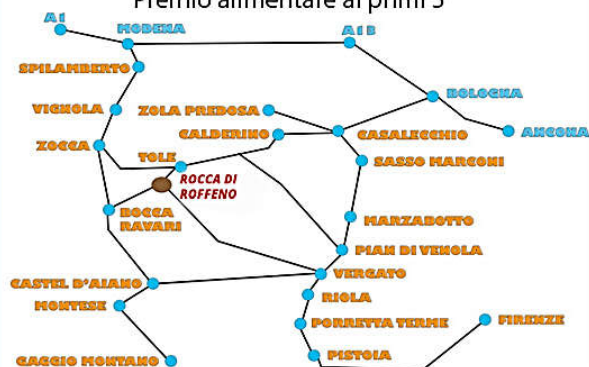 Premio alimentare ai primi 5
A1
MODENA
A1B
SPILAMBERTO
BOLOGNA
VIGNOLA
ZOLA PREDOSA
ANCONA
CALDERINO
CASALECCHIO
ZOCCA
TOLE
SASSO MARCONI
ROCCA DI
ROFFENO
BOCCA
RAVARI
MARZABOTTO
PIAN DI VENOLA
VERGATO
CASTEL D'AIANO
RIOLA
MONTESE
PORRETTA TERME
FIRENZE
PISTOIA
GAGGIO MONTANO